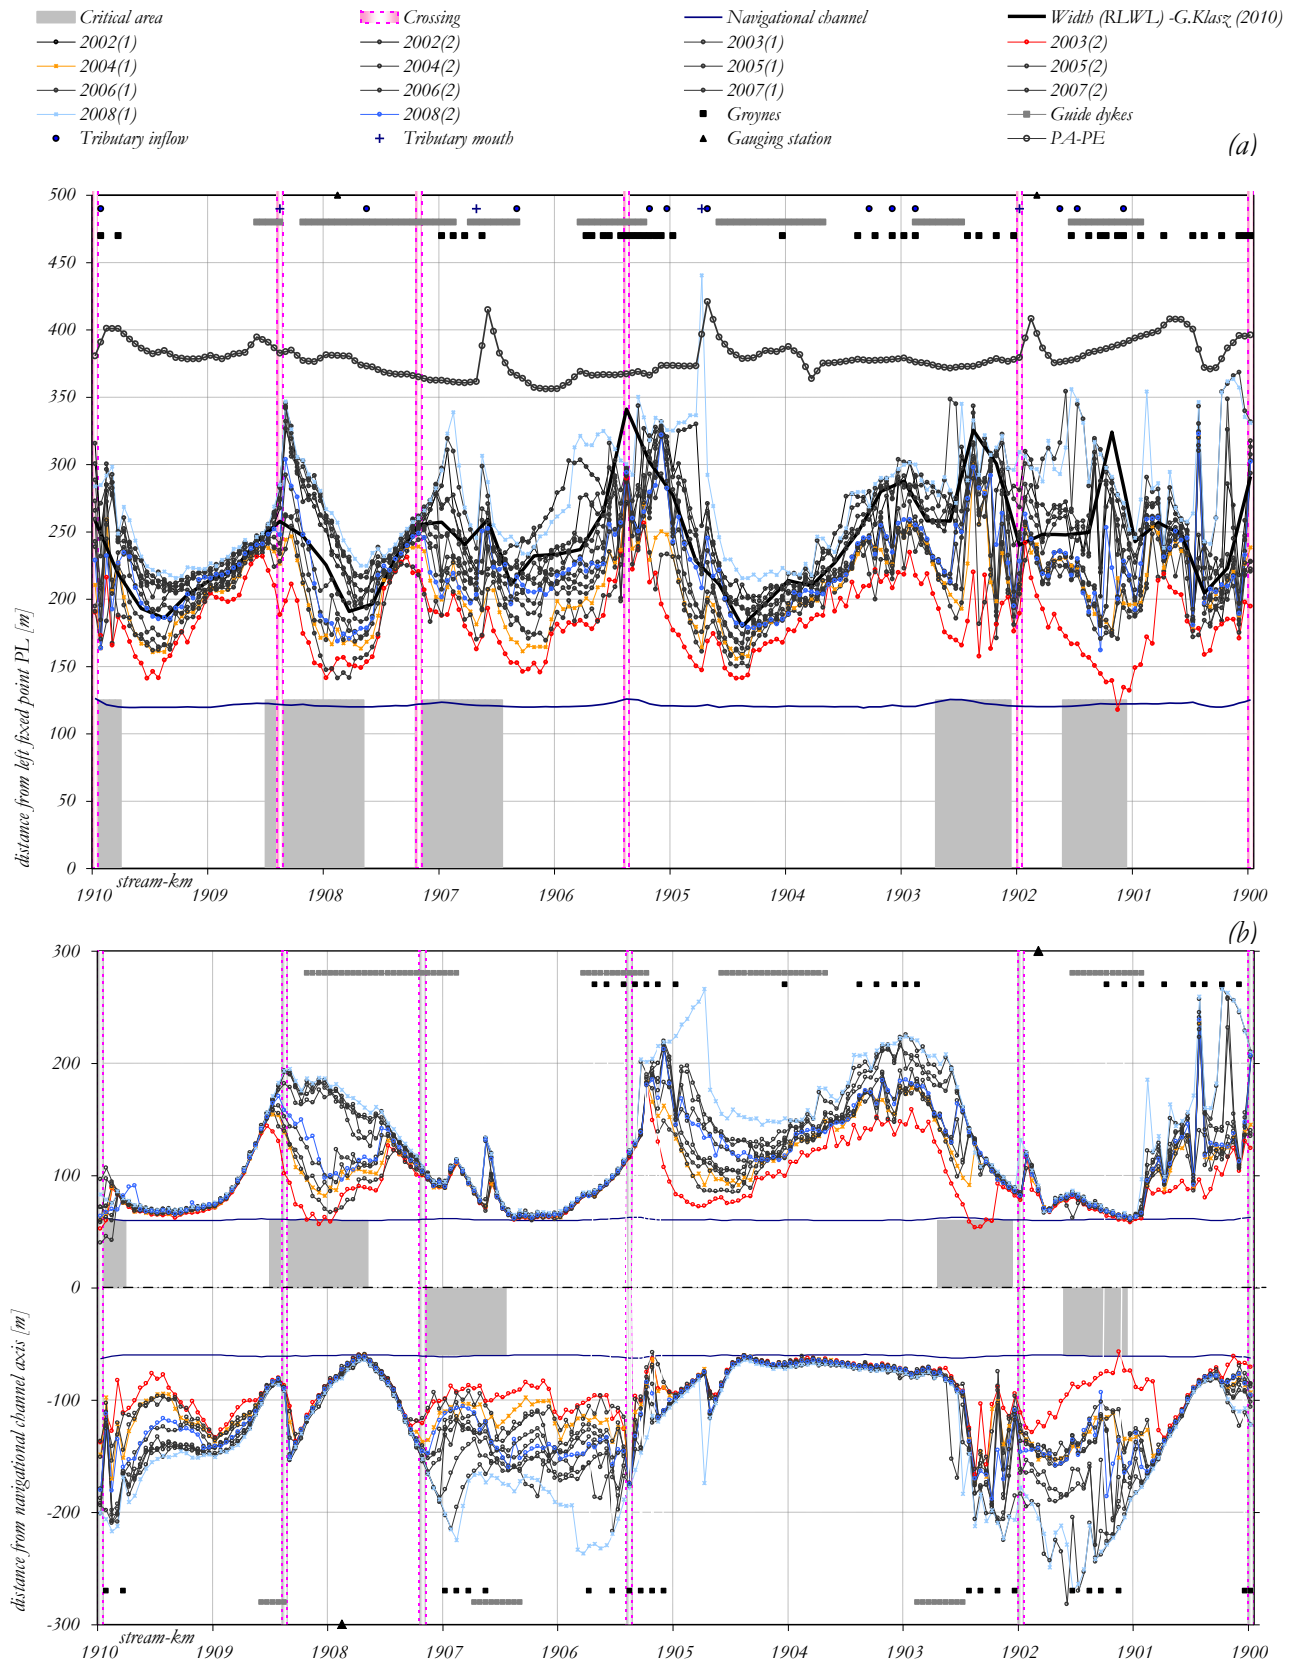 Critical area Crossing Navigational channel Width (RLWL) -G.Klasz (2010)
2002(1) 2002(2) 2003(1) 2003(2)
2004(1) 2004(2) 2005(1) 2005(2)
2006(1) 2006(2) 2007(1) 2007(2)
2008(1) 2008(2) Groynes Guide dykes
Tributary inflow Tributary mouth Gauging station PA-PE
(a)
500
450
400
350
300
250
200
150
100
50
0
distance from left fixed point PL [m]
stream-km
1910 1909 1908 1907 1906 1905 1904 1903 1902 1901 1900
(b)
300
200
100
0
-100
-200
-300
distance from navigational channel axis [m]
stream-km
1910 1909 1908 1907 1906 1905 1904 1903 1902 1901 1900